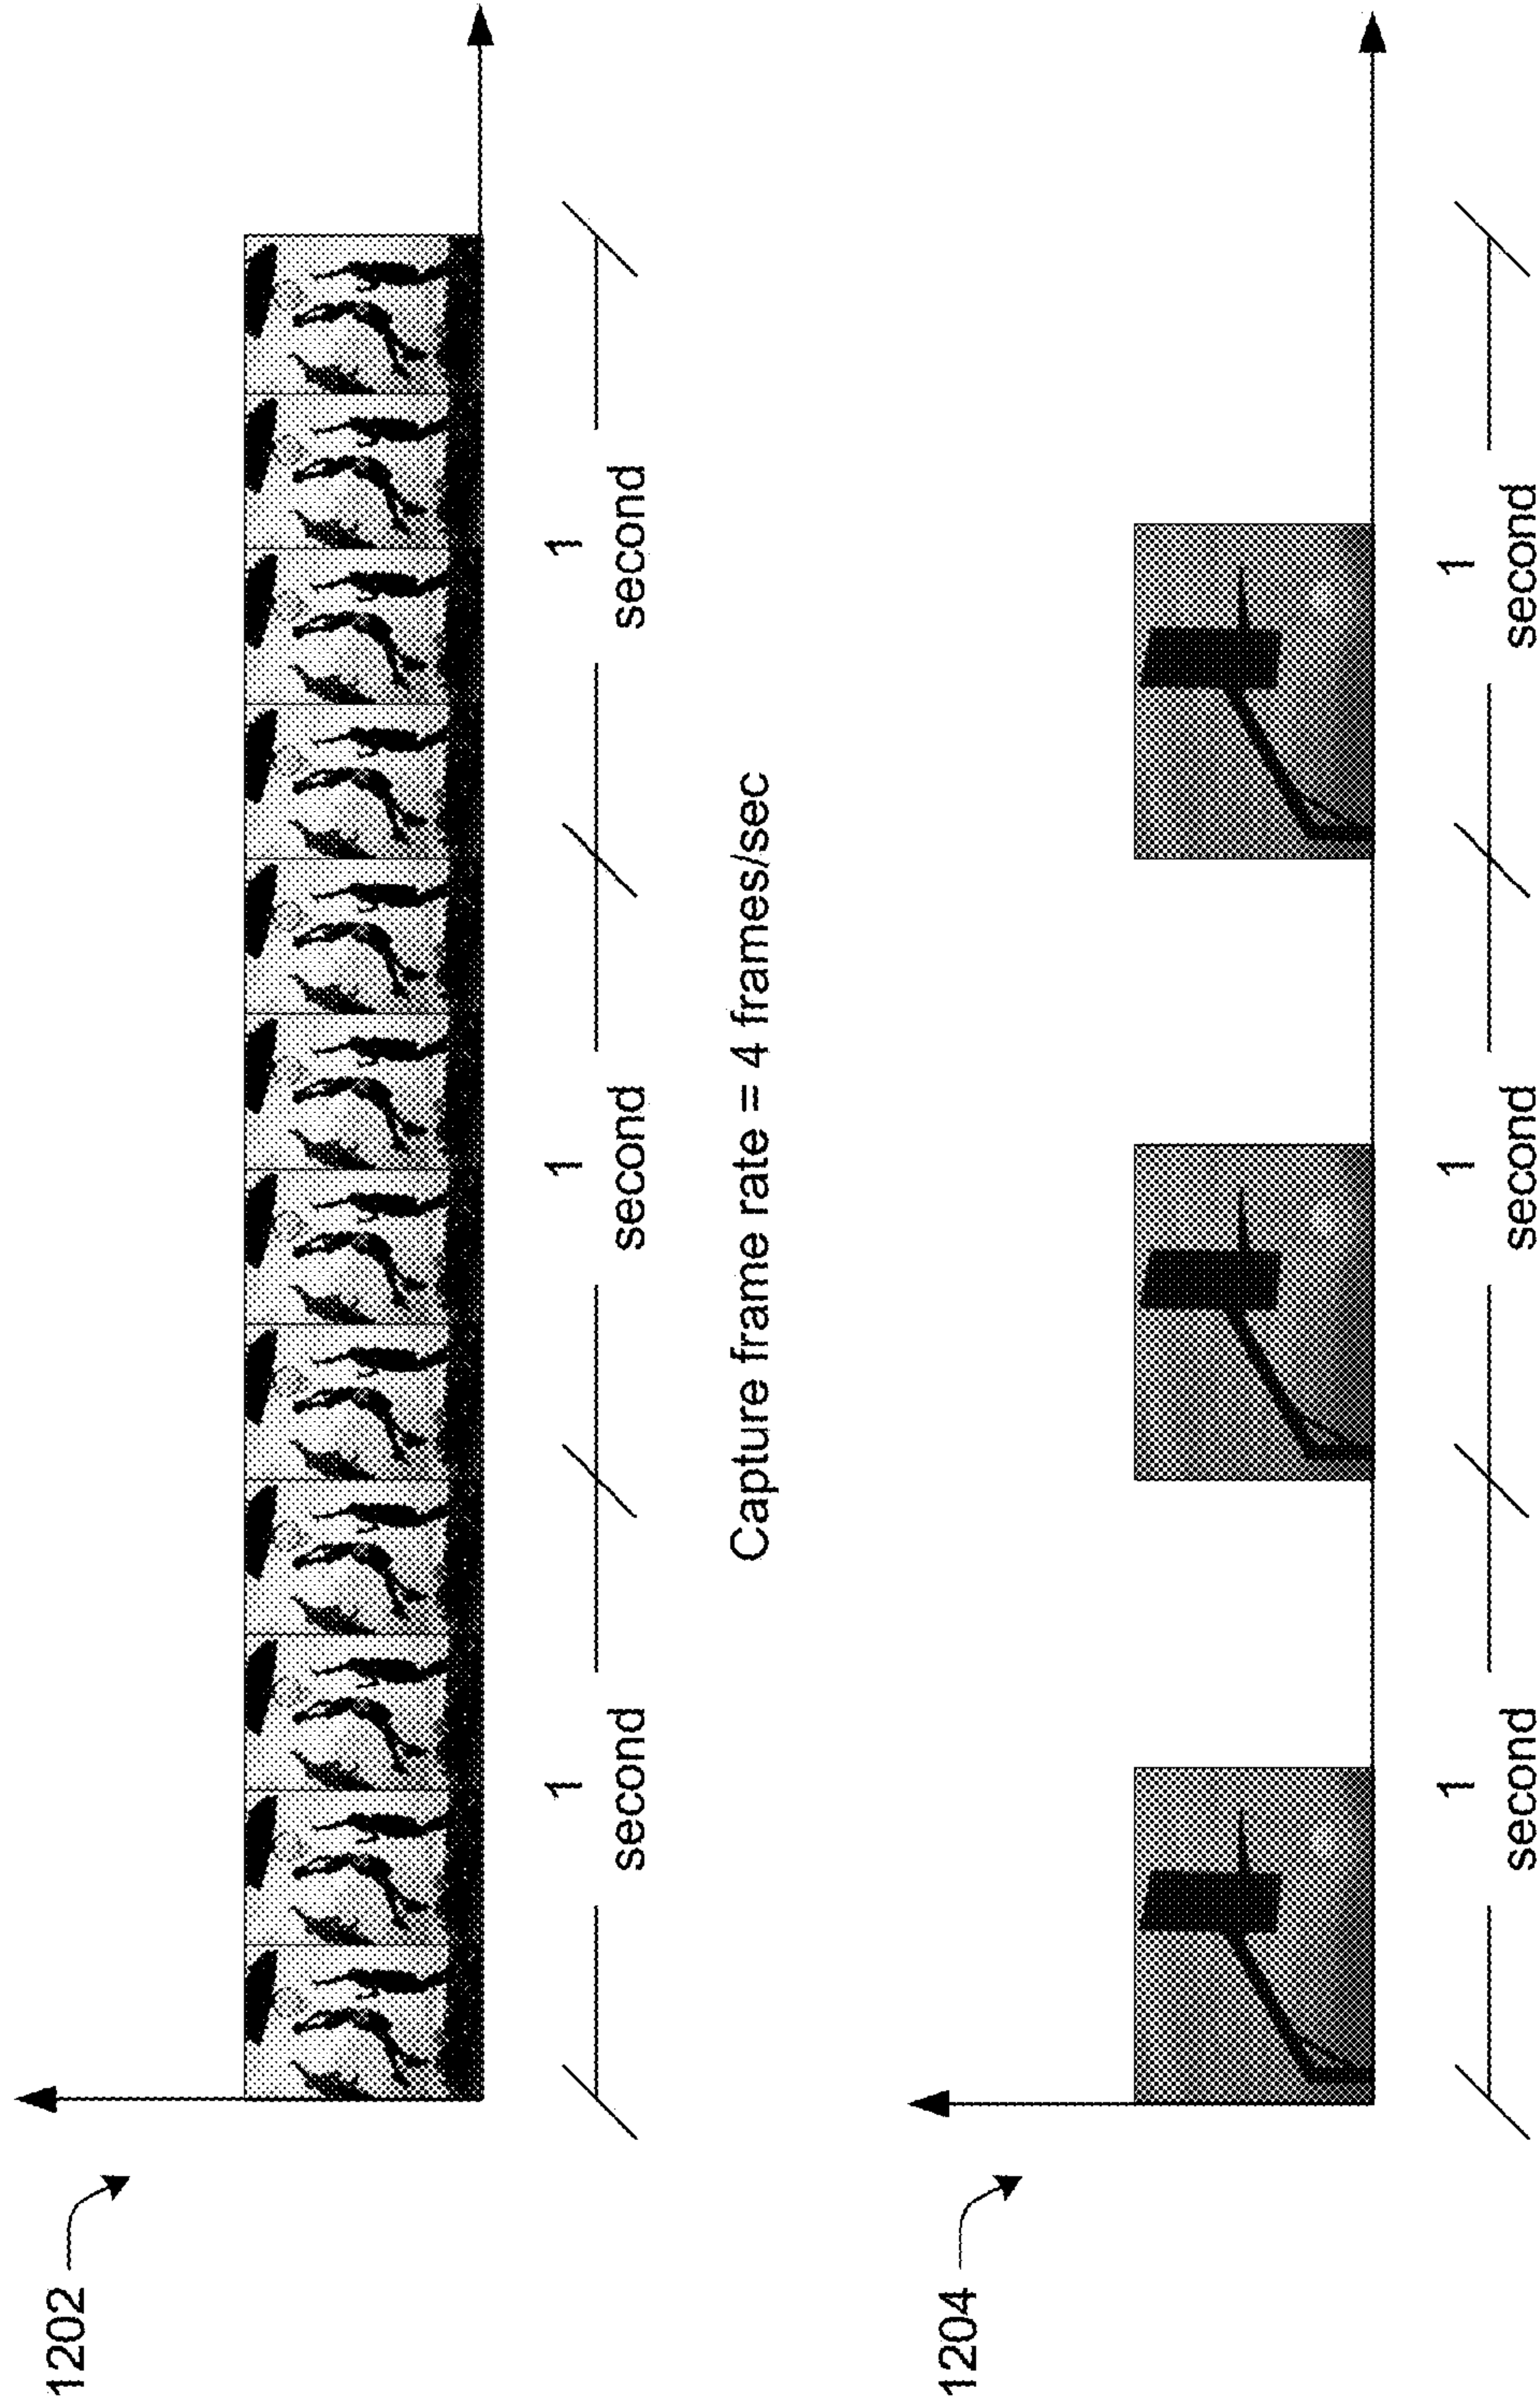 1202
1
second
1
second
1
second
Capture frame rate = 4 frames/sec
1204
1
second
1
second
1
second